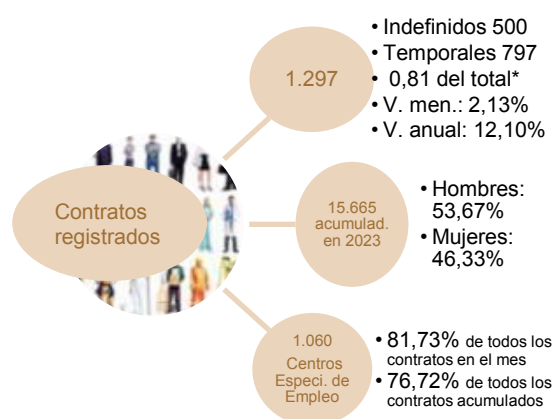 Contratos
registrados
1.297
• Indefinidos 500
• Temporales 797
• 0,81 del total*
• V. men.: 2,13%
• V. anual: 12,10%
15.665
acumulad.
en 2023
• Hombres:
53,67%
• Mujeres:
46,33%
1.060
Centros
Especi. de
Empleo
• 81,73% de todos los
contratos en el mes
• 76,72% de todos los
contratos acumulados